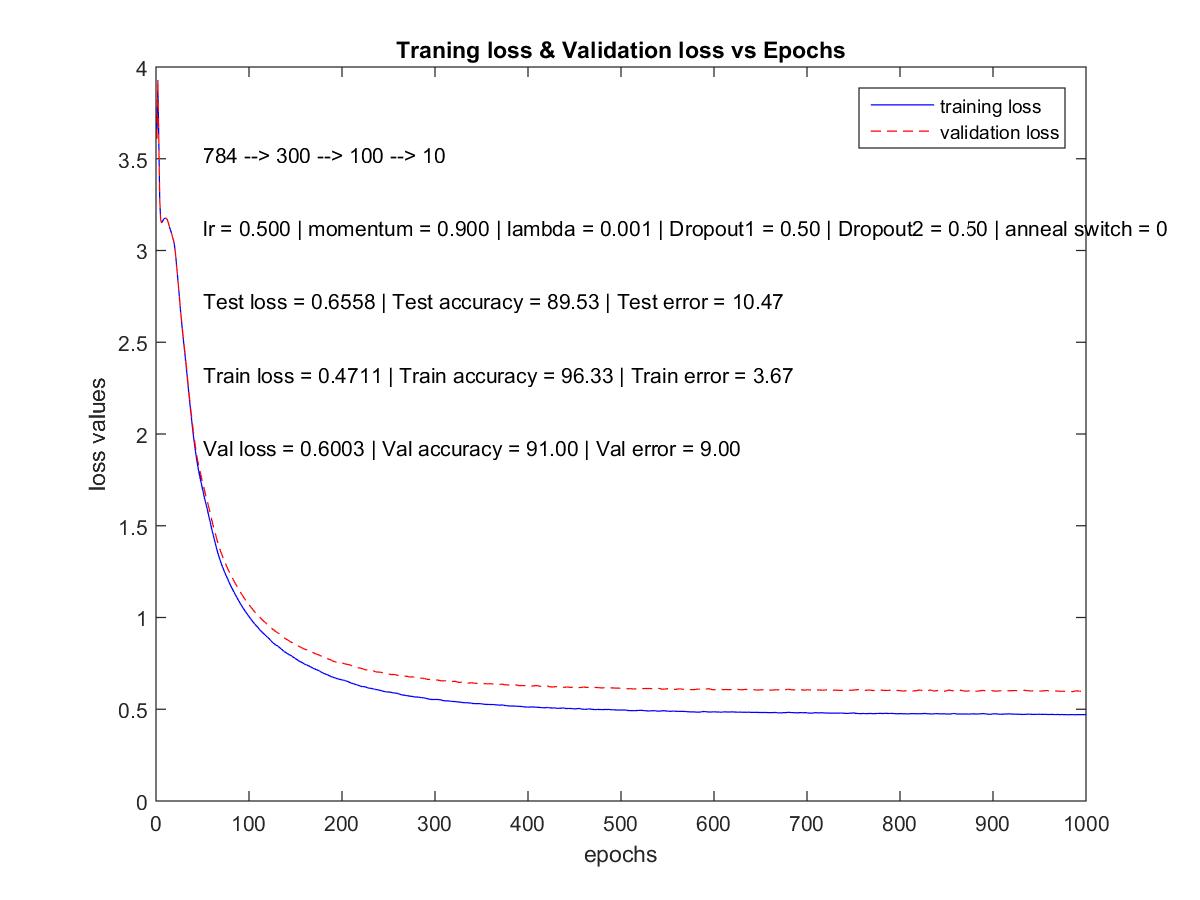 Traning loss & Validation loss vs Epochs
4
training loss
validation loss
3.5
784 --> 300 --> 100 --> 10
lr = 0.500 | momentum = 0.900 | lambda = 0.001 | Dropout1 = 0.50 | Dropout2 = 0.50 | anneal switch = 0
3
Test loss = 0.6558 | Test accuracy = 89.53 | Test error = 10.47
2.5
Train loss = 0.4711 | Train accuracy = 96.33 | Train error = 3.67
2
Val loss = 0.6003 | Val accuracy = 91.00 | Val error = 9.00
loss values
1.5
1
0.5
0
0 100 200 300 400 500 600 700 800 900 1000
epochs